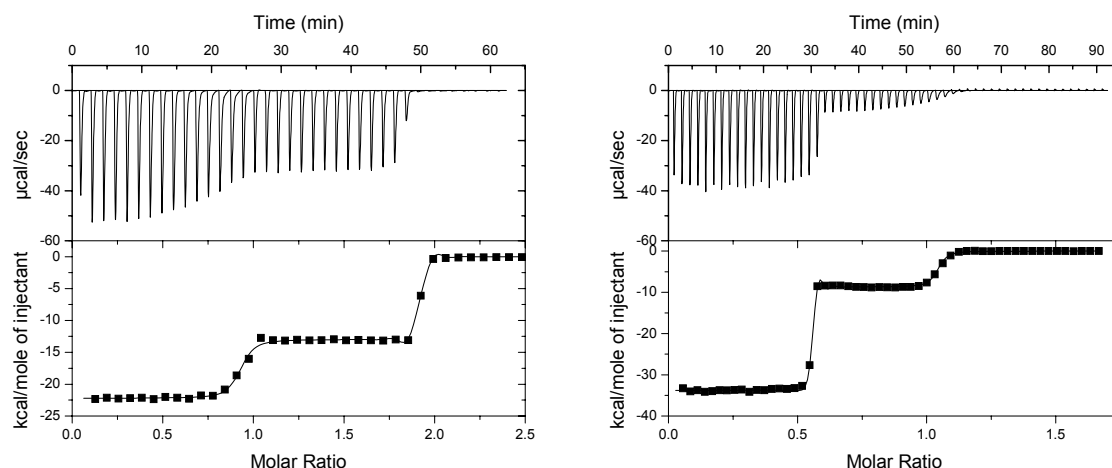 Time (min)
0 10 20 30 40 50 60
0
-20
-40
-60
µcal/sec
0
-5
-10
-15
-20
-25
kcal/mole of injectant
0.0 0.5 1.0 1.5 2.0 2.5
Molar Ratio
Time (min)
0 10 20 30 40 50 60 70 80 90
0
-20
-40
-60
µcal/sec
0
-10
-20
-30
-40
kcal/mole of injectant
0.0 0.5 1.0 1.5
Molar Ratio